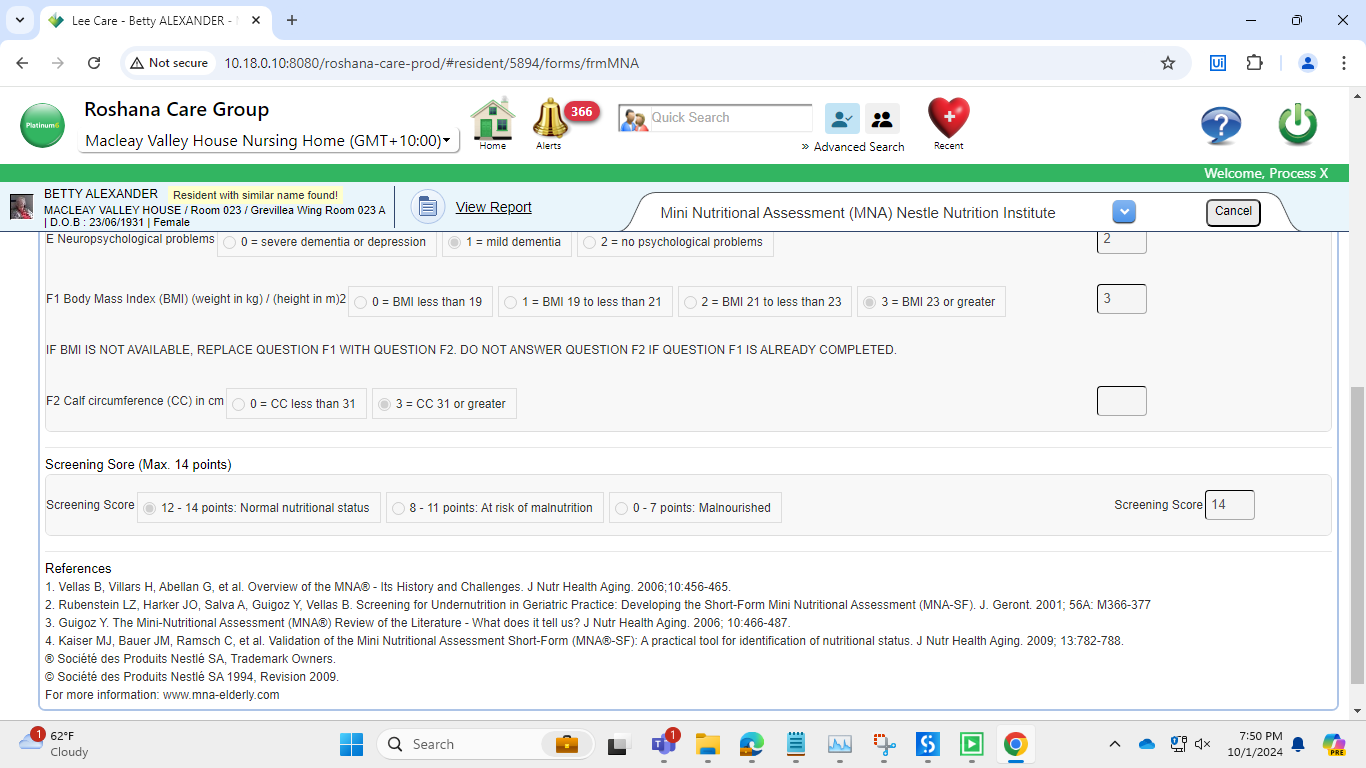 Lee Care - Betty ALEXANDER -
Not secure
10.18.0.10:8080/roshana-care-prod/#resident/5894/forms/frmMNA
Ui
Platinum6
Roshana Care Group
Macleay Valley House Nursing Home (GMT+10:00)
Home
366
Alerts
Quick Search
» Advanced Search
Recent
Welcome, Process X
BETTY ALEXANDER Resident with similar name found!
MACLEAY VALLEY HOUSE / Room 023 / Grevillea Wing Room 023 A
| D.O.B : 23/06/1931 | Female
View Report
Mini Nutritional Assessment (MNA) Nestle Nutrition Institute
Cancel
E Neuropsychological problems 0 = severe dementia or depression 1 = mild dementia 2 = no psychological problems 2
F1 Body Mass Index (BMI) (weight in kg) / (height in m)2 0 = BMI less than 19 1 = BMI 19 to less than 21 2 = BMI 21 to less than 23 3 = BMI 23 or greater 3
IF BMI IS NOT AVAILABLE, REPLACE QUESTION F1 WITH QUESTION F2. DO NOT ANSWER QUESTION F2 IF QUESTION F1 IS ALREADY COMPLETED.
F2 Calf circumference (CC) in cm 0 = CC less than 31 3 = CC 31 or greater
Screening Sore (Max. 14 points)
Screening Score 12 - 14 points: Normal nutritional status 8 - 11 points: At risk of malnutrition 0 - 7 points: Malnourished Screening Score 14
References
1. Vellas B, Villars H, Abellan G, et al. Overview of the MNA® - Its History and Challenges. J Nutr Health Aging. 2006;10:456-465.
2. Rubenstein LZ, Harker JO, Salva A, Guigoz Y, Vellas B. Screening for Undernutrition in Geriatric Practice: Developing the Short-Form Mini Nutritional Assessment (MNA-SF). J. Geront. 2001; 56A: M366-377
3. Guigoz Y. The Mini-Nutritional Assessment (MNA®) Review of the Literature - What does it tell us? J Nutr Health Aging. 2006; 10:466-487.
4. Kaiser MJ, Bauer JM, Ramsch C, et al. Validation of the Mini Nutritional Assessment Short-Form (MNA®-SF): A practical tool for identification of nutritional status. J Nutr Health Aging. 2009; 13:782-788.
® Société des Produits Nestlé SA, Trademark Owners.
© Société des Produits Nestlé SA 1994, Revision 2009.
For more information: www.mna-elderly.com
1
62°F
Cloudy
Search
1
7:50 PM
10/1/2024
PRE